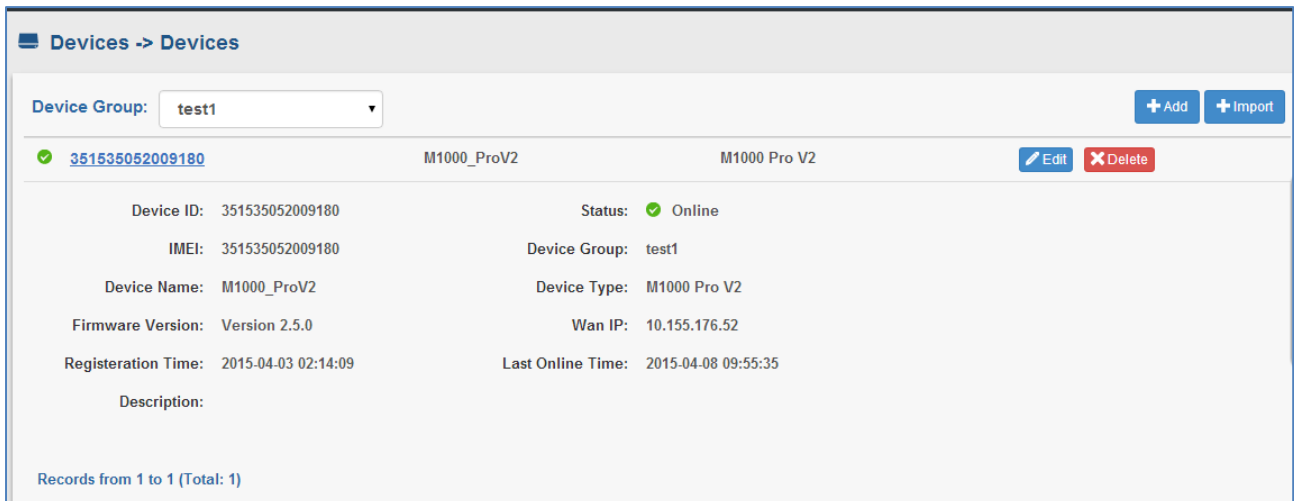 Devices -> Devices
Device Group: test1 Add Import
351535052009180 M1000_ProV2 M1000 Pro V2 Edit Delete
Device ID: 351535052009180 Status: Online
IMEI: 351535052009180 Device Group: test1
Device Name: M1000_ProV2 Device Type: M1000 Pro V2
Firmware Version: Version 2.5.0 Wan IP: 10.155.176.52
Registeration Time: 2015-04-03 02:14:09 Last Online Time: 2015-04-08 09:55:35
Description:
Records from 1 to 1 (Total: 1)